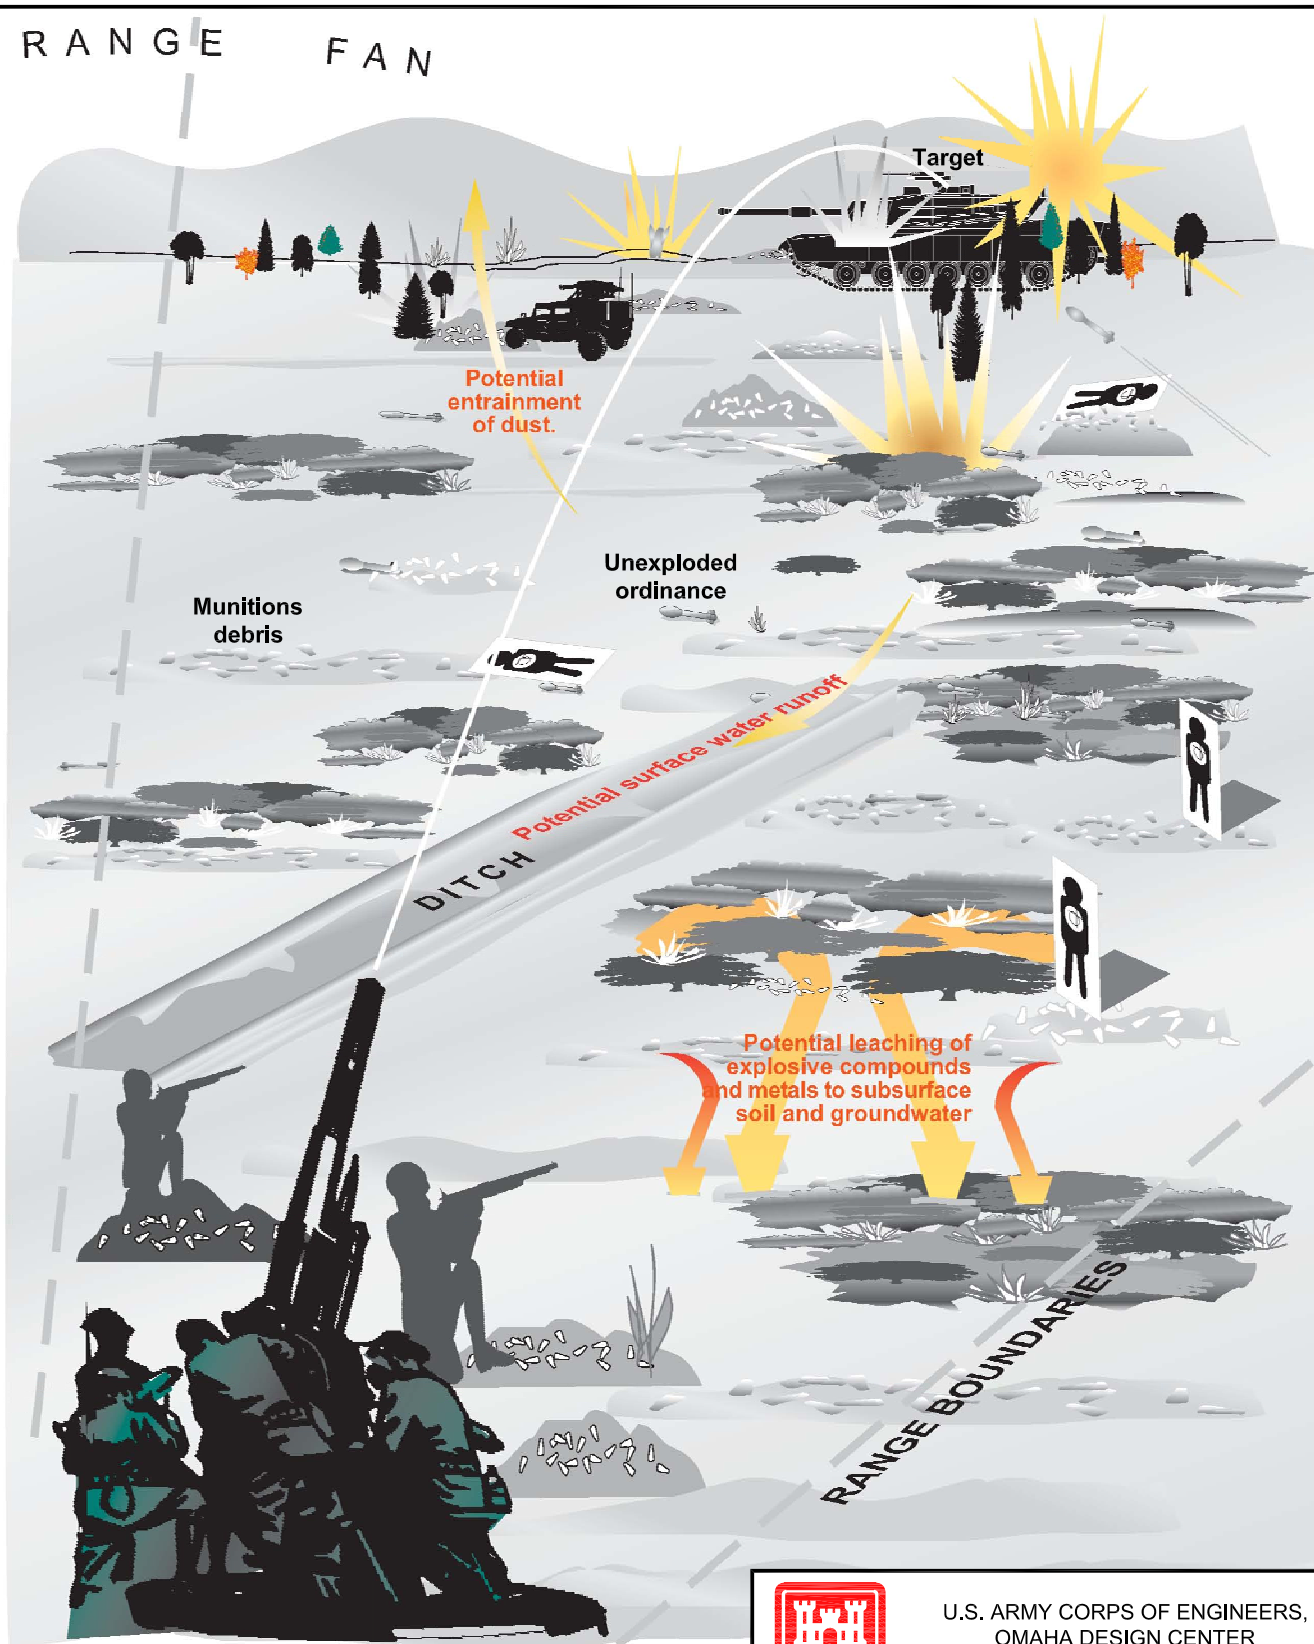 RANGE FAN
Target
Potential
entrainment
of dust.
Unexploded
ordinance
Munitions
debris
Potential surface water runoff
DITCH
Potential leaching of
explosive compounds
and metals to subsurface
soil and groundwater
RANGE BOUNDARIES
U.S. ARMY CORPS OF ENGINEERS,
OMAHA DESIGN CENTER